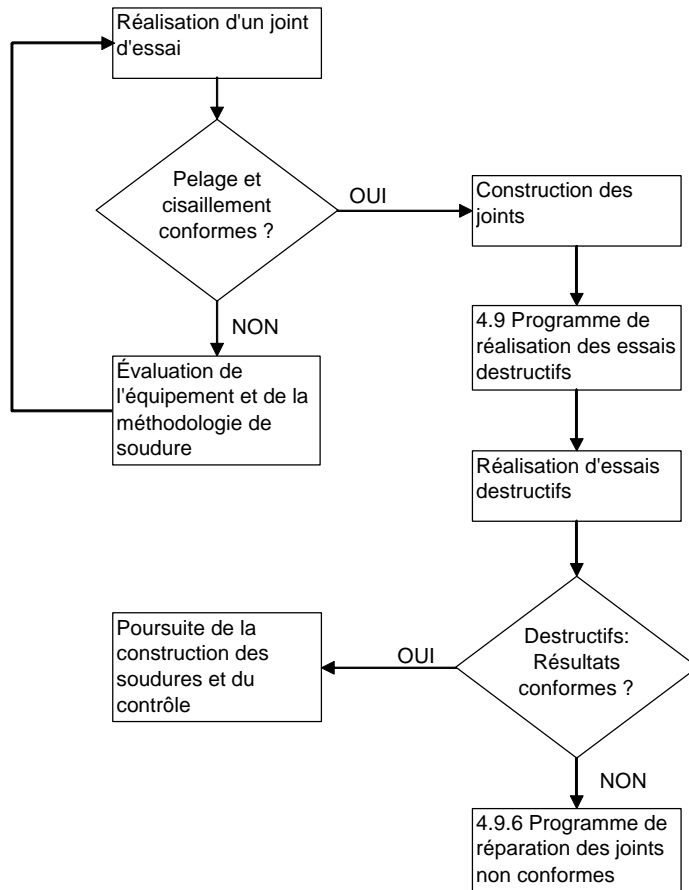 Réalisation d'un joint
d'essai
Pelage et
cisaillement
conformes ?
OUI
Construction des
joints
NON
Évaluation de
l'équipement et de la
méthodologie de
soudure
4.9 Programme de
réalisation des essais
destructifs
Réalisation d'essais
destructifs
Destructifs:
Résultats
conformes ?
OUI
Poursuite de la
construction des
soudures et du
contrôle
NON
4.9.6 Programme de
réparation des joints
non conformes